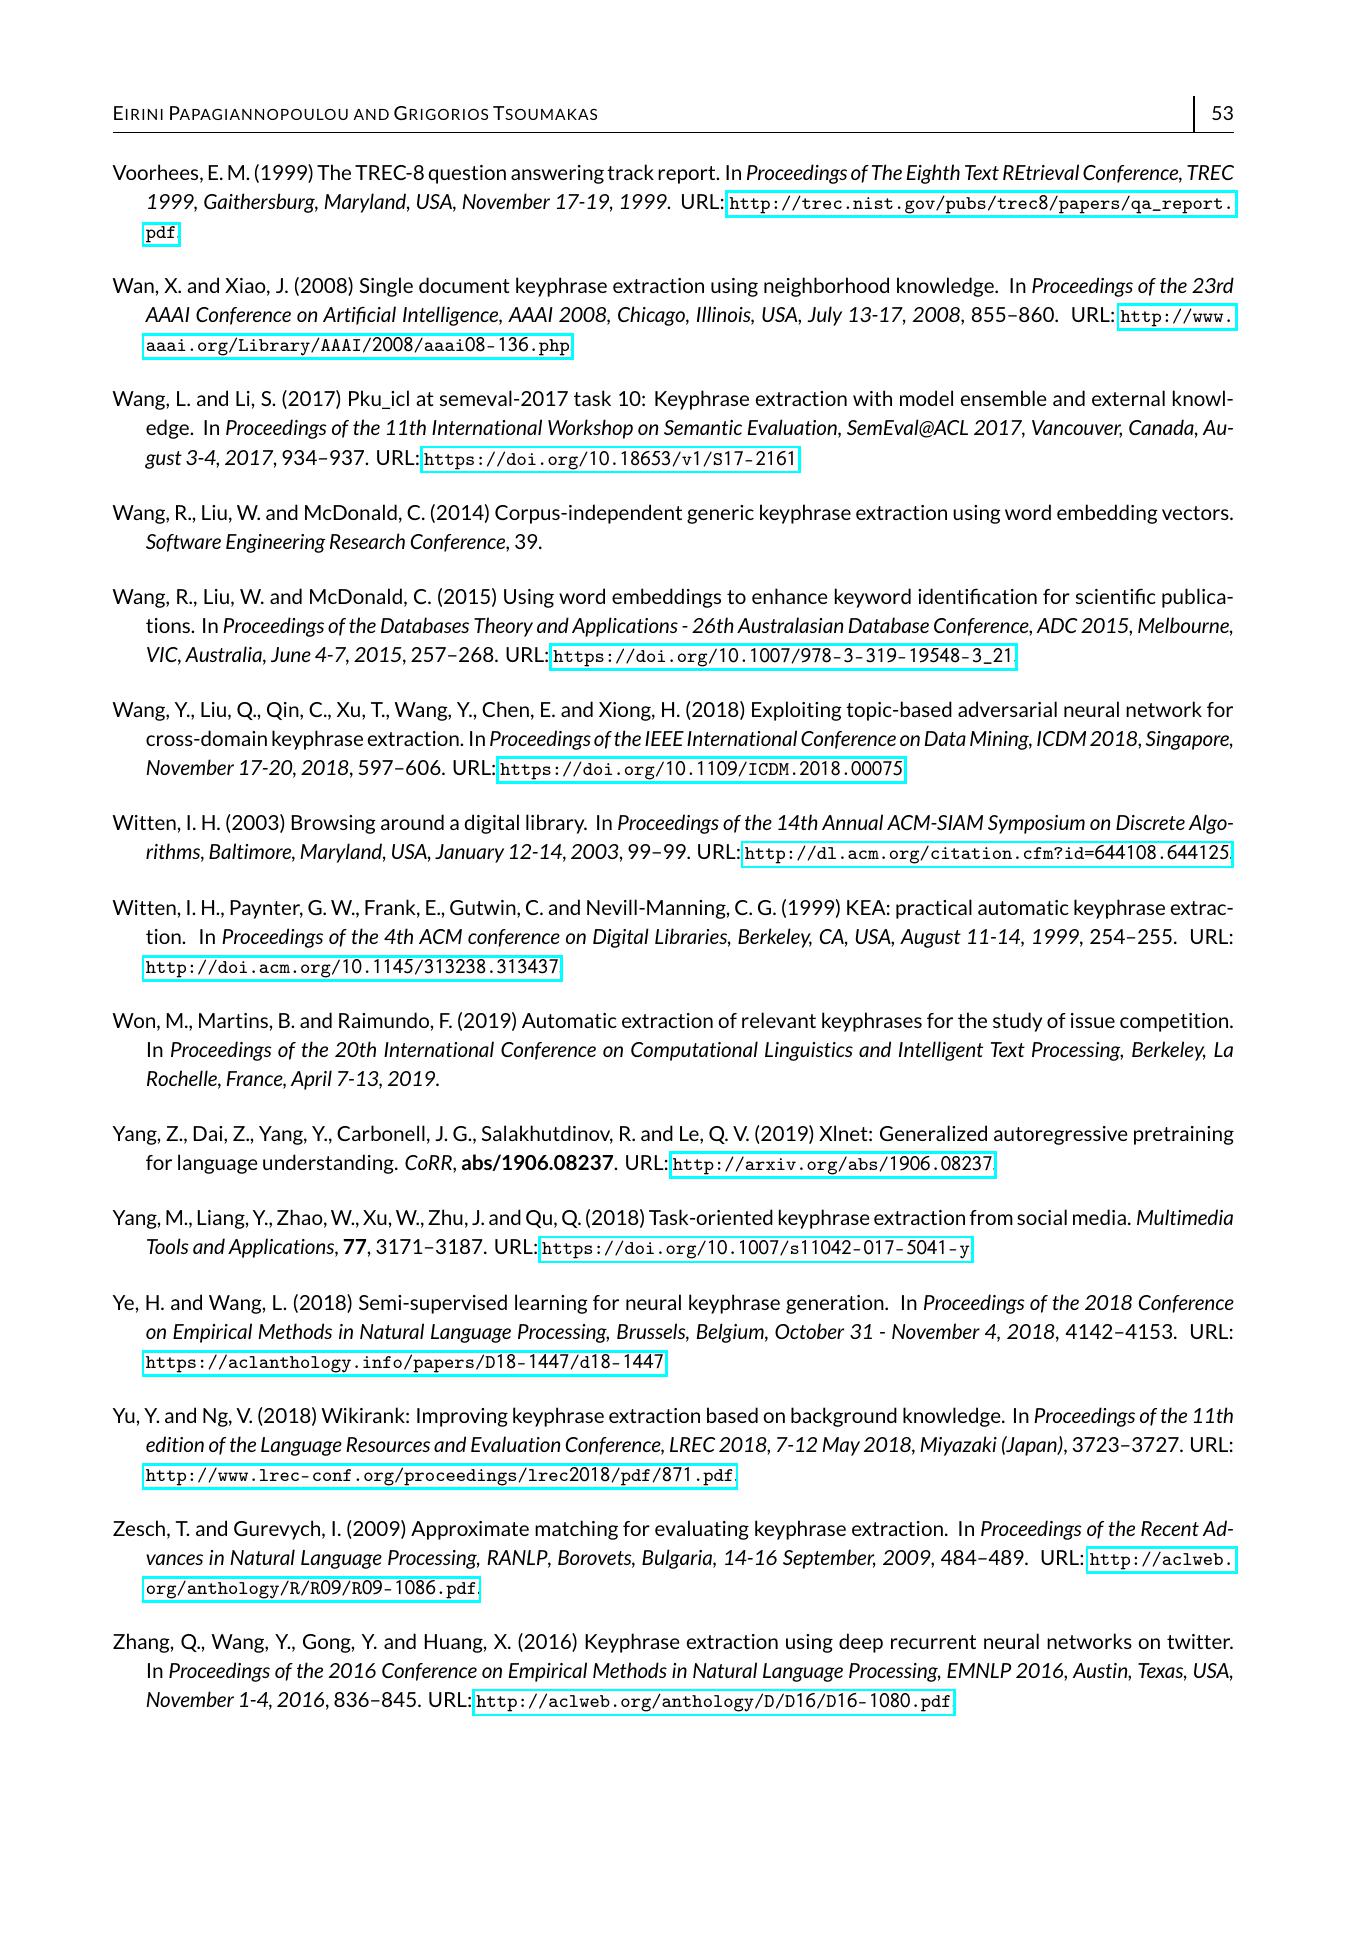 EIRINI PAPAGIANNOPOULOU AND GRIGORIOS TSOUMAKAS 53
Voorhees, E. M. (1999) The TREC-8 question answering track report. In Proceedings of The Eighth Text REtrieval Conference, TREC
1999, Gaithersburg, Maryland, USA, November 17-19, 1999. URL: http://trec.nist.gov/pubs/trec8/papers/qa_report.
pdf.
Wan, X. and Xiao, J. (2008) Single document keyphrase extraction using neighborhood knowledge. In Proceedings of the 23rd
AAAI Conference on Artificial Intelligence, AAAI 2008, Chicago, Illinois, USA, July 13-17, 2008, 855–860. URL: http://www.
aaai.org/Library/AAAI/2008/aaai08-136.php.
Wang, L. and Li, S. (2017) Pku_icl at semeval-2017 task 10: Keyphrase extraction with model ensemble and external knowl-
edge. In Proceedings of the 11th International Workshop on Semantic Evaluation, SemEval@ACL 2017, Vancouver, Canada, Au-
gust 3-4, 2017, 934–937. URL: https://doi.org/10.18653/v1/S17-2161.
Wang, R., Liu, W. and McDonald, C. (2014) Corpus-independent generic keyphrase extraction using word embedding vectors.
Software Engineering Research Conference, 39.
Wang, R., Liu, W. and McDonald, C. (2015) Using word embeddings to enhance keyword identification for scientific publica-
tions. In Proceedings of the Databases Theory and Applications - 26th Australasian Database Conference, ADC 2015, Melbourne,
VIC, Australia, June 4-7, 2015, 257–268. URL: https://doi.org/10.1007/978-3-319-19548-3_21.
Wang, Y., Liu, Q., Qin, C., Xu, T., Wang, Y., Chen, E. and Xiong, H. (2018) Exploiting topic-based adversarial neural network for
cross-domain keyphrase extraction. In Proceedings of the IEEE International Conference on Data Mining, ICDM 2018, Singapore,
November 17-20, 2018, 597–606. URL: https://doi.org/10.1109/ICDM.2018.00075.
Witten, I. H. (2003) Browsing around a digital library. In Proceedings of the 14th Annual ACM-SIAM Symposium on Discrete Algo-
rithms, Baltimore, Maryland, USA, January 12-14, 2003, 99–99. URL: http://dl.acm.org/citation.cfm?id=644108.644125.
Witten, I. H., Paynter, G. W., Frank, E., Gutwin, C. and Nevill-Manning, C. G. (1999) KEA: practical automatic keyphrase extrac-
tion. In Proceedings of the 4th ACM conference on Digital Libraries, Berkeley, CA, USA, August 11-14, 1999, 254–255. URL:
http://doi.acm.org/10.1145/313238.313437.
Won, M., Martins, B. and Raimundo, F. (2019) Automatic extraction of relevant keyphrases for the study of issue competition.
In Proceedings of the 20th International Conference on Computational Linguistics and Intelligent Text Processing, Berkeley, La
Rochelle, France, April 7-13, 2019.
Yang, Z., Dai, Z., Yang, Y., Carbonell, J. G., Salakhutdinov, R. and Le, Q. V. (2019) Xlnet: Generalized autoregressive pretraining
for language understanding. CoRR, abs/1906.08237. URL: http://arxiv.org/abs/1906.08237.
Yang, M., Liang, Y., Zhao, W., Xu, W., Zhu, J. and Qu, Q. (2018) Task-oriented keyphrase extraction from social media. Multimedia
Tools and Applications, 77, 3171–3187. URL: https://doi.org/10.1007/s11042-017-5041-y.
Ye, H. and Wang, L. (2018) Semi-supervised learning for neural keyphrase generation. In Proceedings of the 2018 Conference
on Empirical Methods in Natural Language Processing, Brussels, Belgium, October 31 - November 4, 2018, 4142–4153. URL:
https://aclanthology.info/papers/D18-1447/d18-1447.
Yu, Y. and Ng, V. (2018) Wikirank: Improving keyphrase extraction based on background knowledge. In Proceedings of the 11th
edition of the Language Resources and Evaluation Conference, LREC 2018, 7-12 May 2018, Miyazaki (Japan), 3723–3727. URL:
http://www.lrec-conf.org/proceedings/lrec2018/pdf/871.pdf.
Zesch, T. and Gurevych, I. (2009) Approximate matching for evaluating keyphrase extraction. In Proceedings of the Recent Ad-
vances in Natural Language Processing, RANLP, Borovets, Bulgaria, 14-16 September, 2009, 484–489. URL: http://aclweb.
org/anthology/R/R09/R09-1086.pdf.
Zhang, Q., Wang, Y., Gong, Y. and Huang, X. (2016) Keyphrase extraction using deep recurrent neural networks on twitter.
In Proceedings of the 2016 Conference on Empirical Methods in Natural Language Processing, EMNLP 2016, Austin, Texas, USA,
November 1-4, 2016, 836–845. URL: http://aclweb.org/anthology/D/D16/D16-1080.pdf.